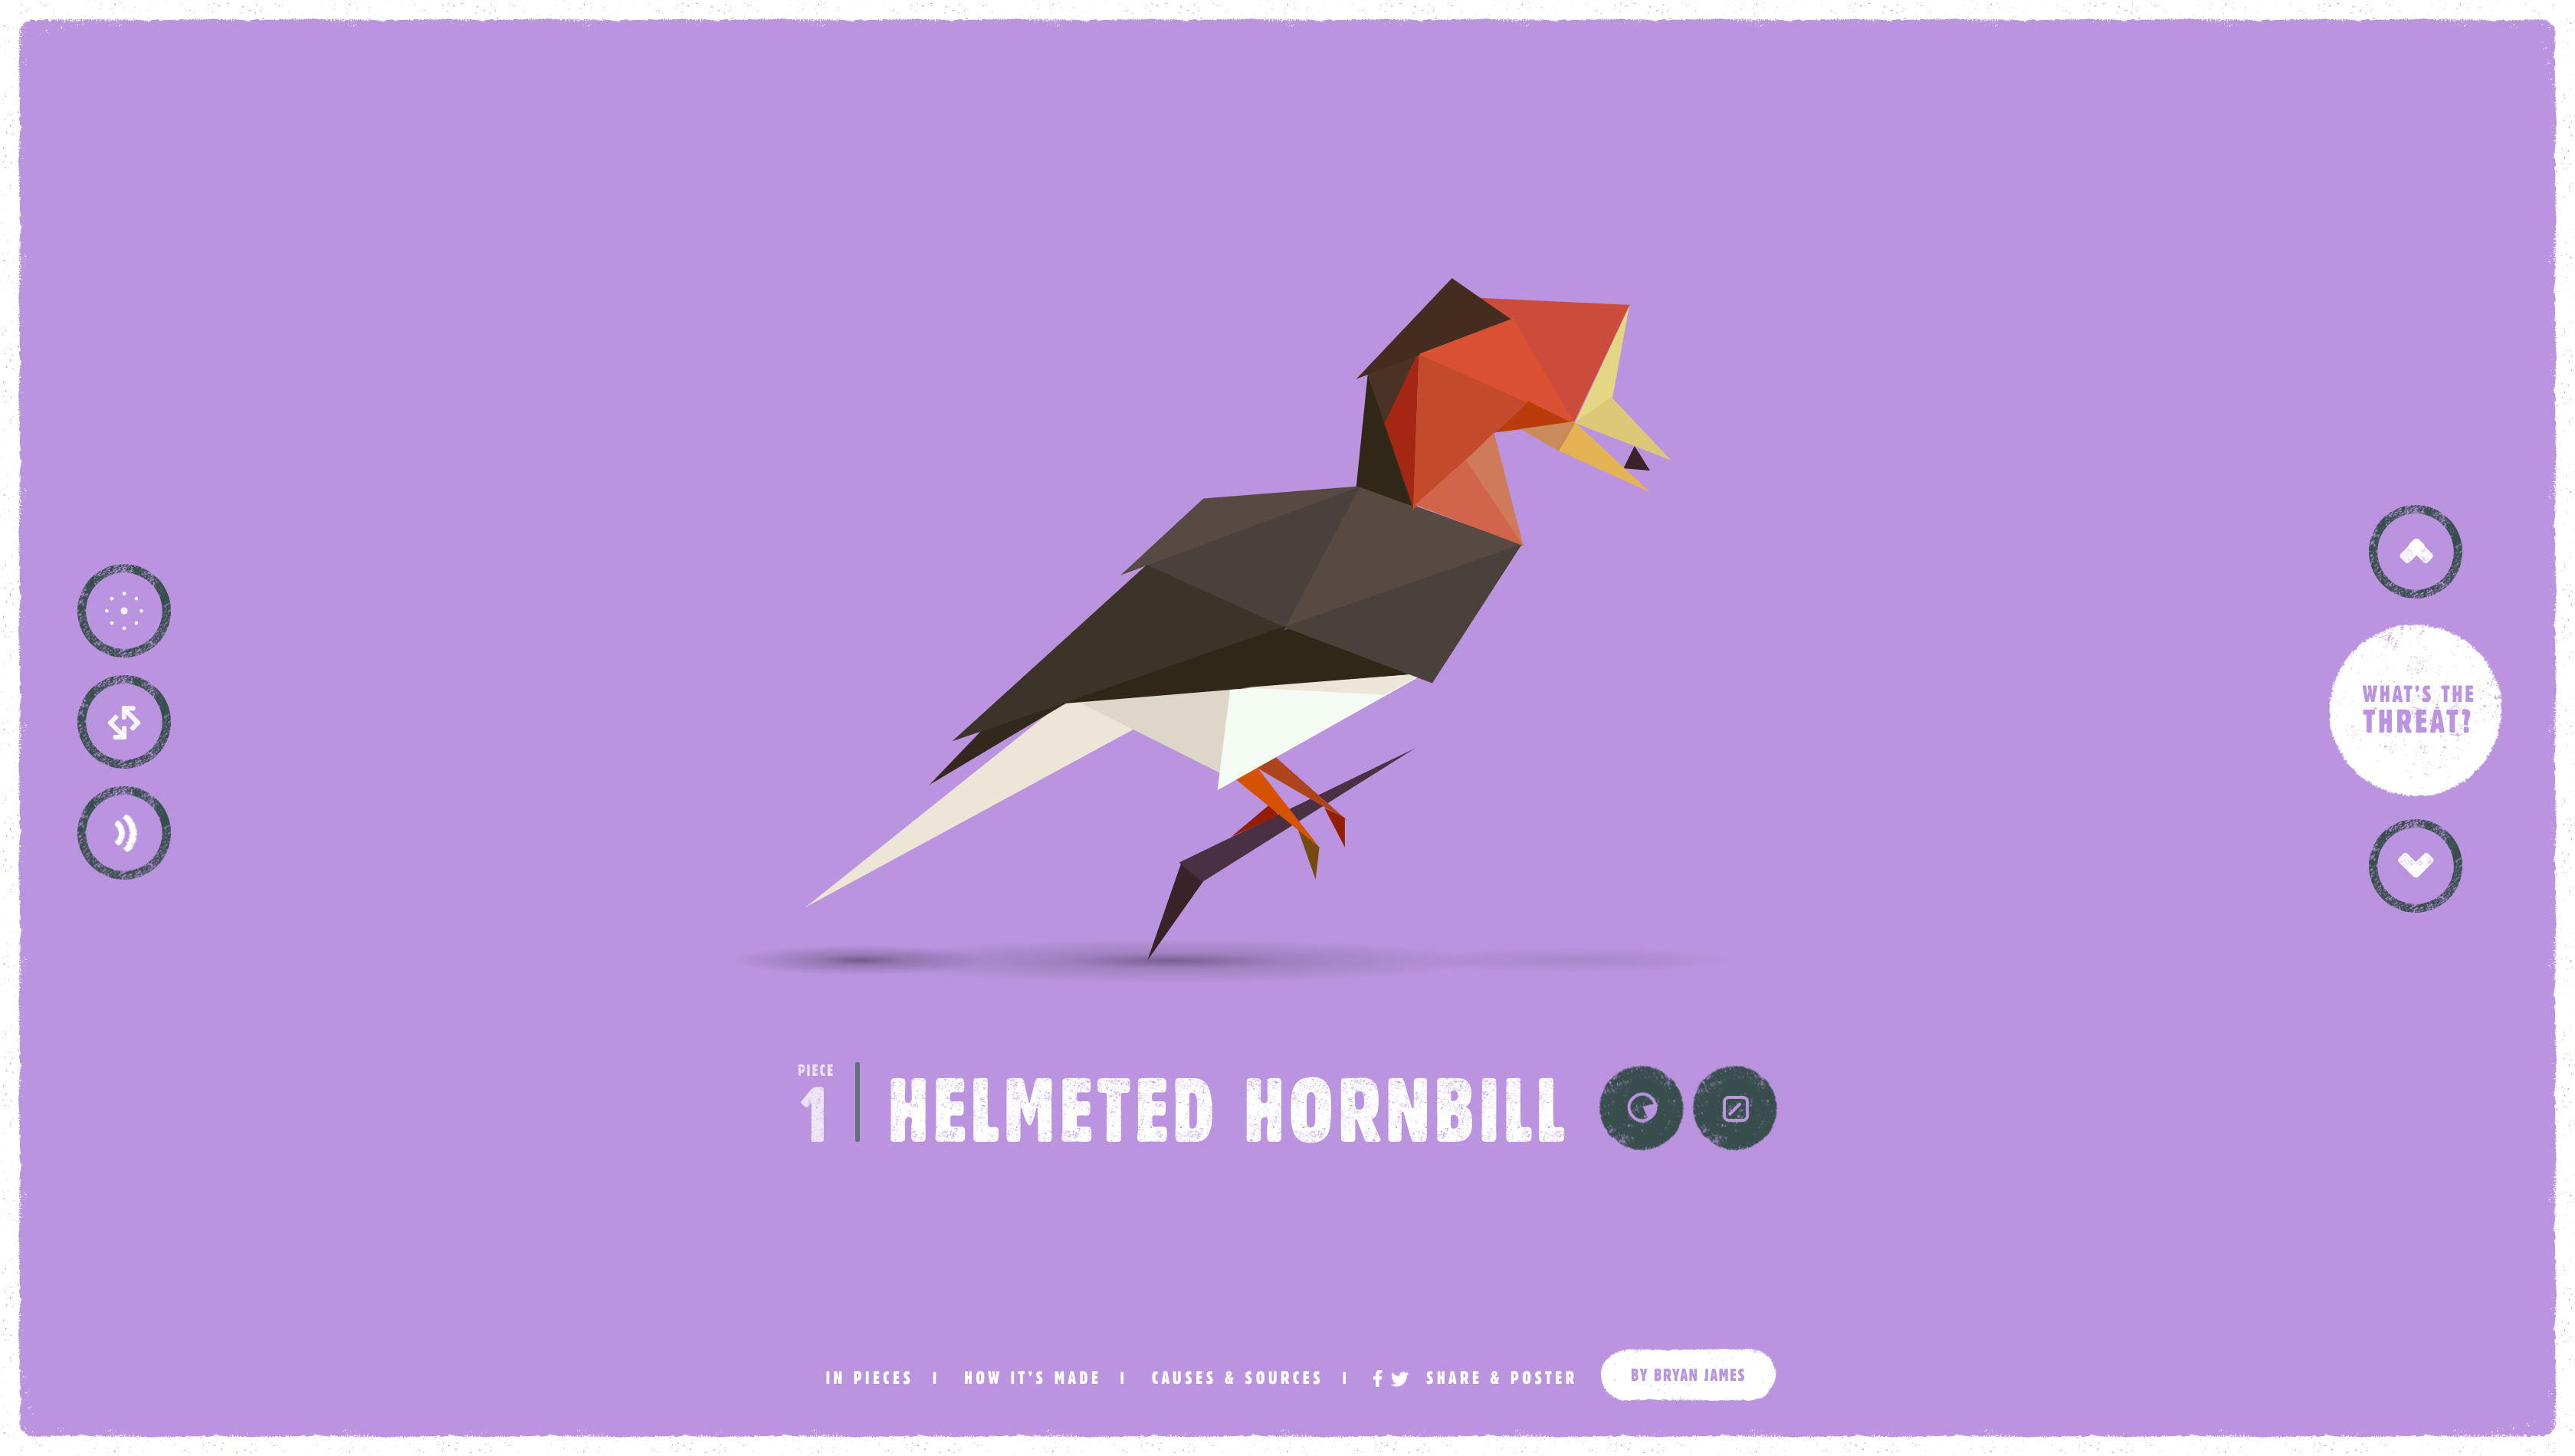 WHAT'S THE
THREAT?
PIECE
1
HELMETED HORNBILL
IN PIECES | HOW IT'S MADE | CAUSES & SOURCES | SHARE & POSTER
BY BRYAN JAMES